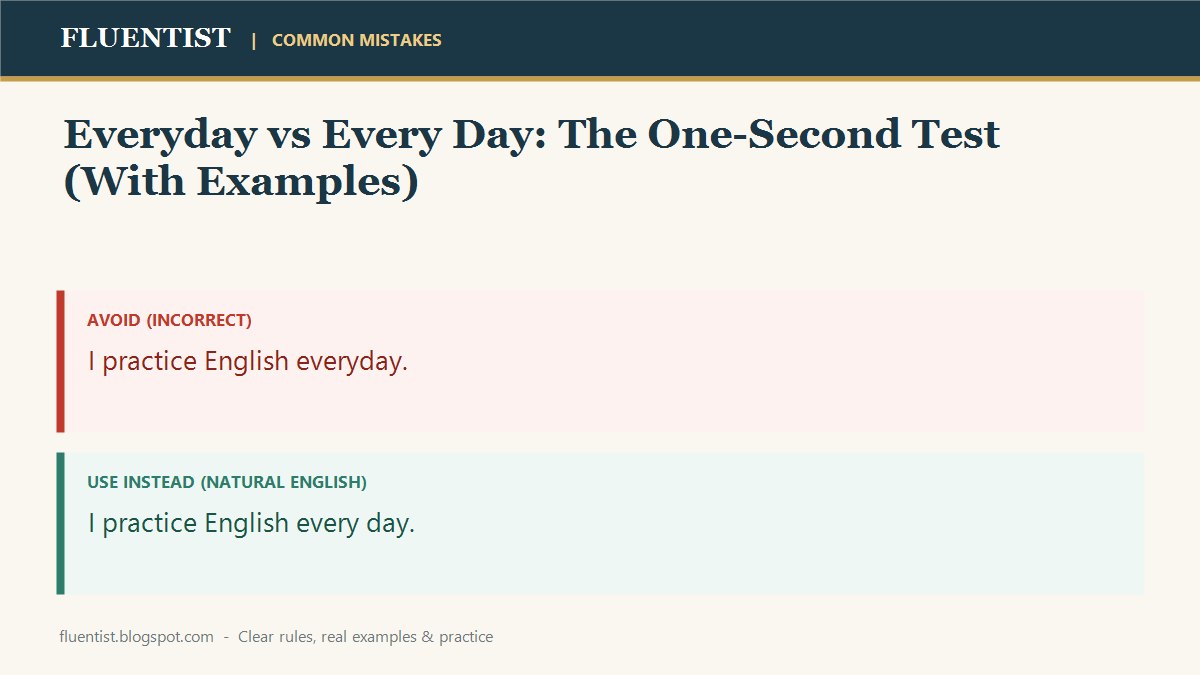 FLUENTIST | COMMON MISTAKES
Everyday vs Every Day: The One-Second Test
(With Examples)
AVOID (INCORRECT)
I practice English everyday.
USE INSTEAD (NATURAL ENGLISH)
I practice English every day.
fluentist.blogspot.com - Clear rules, real examples & practice